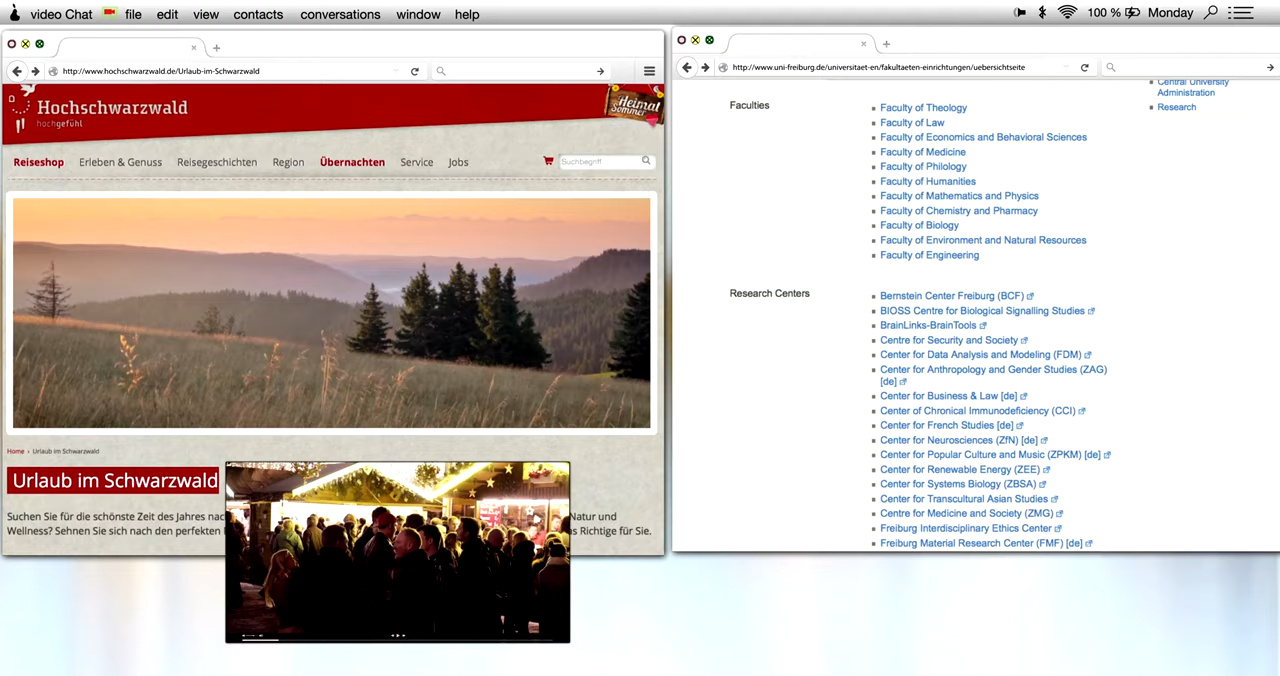 video Chat file edit view contacts conversations window help 100 % Monday
http://www.hochschwarzwald.de/Urlaub-im-Schwarzwald
Hochschwarzwald
hochgefühl
Heimat
Sommer
Reiseshop Erleben & Genuss Reisegeschichten Region Übernachten Service Jobs Suchbegriff
Home › Urlaub im Schwarzwald
Urlaub im Schwarzwald
Suchen Sie für die schönste Zeit des Jahres nac Natur und
Wellness? Sehnen Sie sich nach den perfekten s Richtige für Sie.
http://www.uni-freiburg.de/universitaet-en/fakultaeten-einrichtungen/uebersichtseite
Central University
Administration
Research
Faculties
Faculty of Theology
Faculty of Law
Faculty of Economics and Behavioral Sciences
Faculty of Medicine
Faculty of Philology
Faculty of Humanities
Faculty of Mathematics and Physics
Faculty of Chemistry and Pharmacy
Faculty of Biology
Faculty of Environment and Natural Resources
Faculty of Engineering
Research Centers
Bernstein Center Freiburg (BCF)
BIOSS Centre for Biological Signalling Studies
BrainLinks-BrainTools
Centre for Security and Society
Center for Data Analysis and Modeling (FDM)
Center for Anthropology and Gender Studies (ZAG)
[de]
Center for Business & Law [de]
Center of Chronic Immunodeficiency (CCI)
Center for French Studies [de]
Center for Neurosciences (ZfN) [de]
Center for Popular Culture and Music (ZPKM) [de]
Center for Renewable Energy (ZEE)
Center for Systems Biology (ZBSA)
Center for Transcultural Asian Studies
Centre for Medicine and Society (ZMG)
Freiburg Interdisciplinary Ethics Center
Freiburg Material Research Center (FMF) [de]